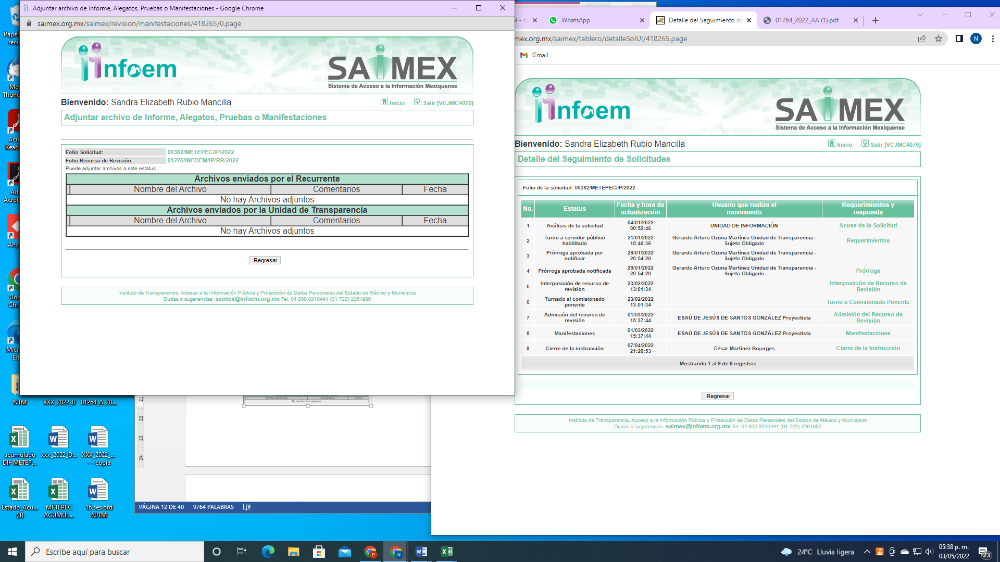 Adjuntar archivo de Informe, Alegatos, Pruebas o Manifestaciones - Google Chrome
saimex.org.mx/saimex/revision/manifestaciones/418265/0.page
infoem
SAIMEX
Sistema de Acceso a la Información Mexiquense
Bienvenido: Sandra Elizabeth Rubio Mancilla
Inicio
Salir [VCJMC4070]
Adjuntar archivo de Informe, Alegatos, Pruebas o Manifestaciones
Folio Solicitud: 00362/METEPEC/IP/2022
Folio Recurso de Revisión: 01275/INFOEM/IP/RR/2022
Puede adjuntar archivos a este estatus
Archivos enviados por el Recurrente
Nombre del Archivo Comentarios Fecha
No hay Archivos adjuntos
Archivos enviados por la Unidad de Transparencia
Nombre del Archivo Comentarios Fecha
No hay Archivos adjuntos
Regresar
Instituto de Transparencia, Acceso a la Información Pública y Protección de Datos Personales del Estado de México y Municipios
Dudas o sugerencias: saimex@infoem.org.mx Tel. 01 800 8210441 (01 722) 2261980
WhatsApp
Detalle del Seguimiento de
01264_2022_AA (1).pdf
mex.org.mx/saimex/tablero/detalleSolUI/418265.page
N
Gmail
infoem
SAIMEX
Sistema de Acceso a la Información Mexiquense
Bienvenido: Sandra Elizabeth Rubio Mancilla
Inicio
Salir [VCJMC4070]
Detalle del Seguimiento de Solicitudes
Folio de la solicitud: 00362/METEPEC/IP/2022
No. Estatus Fecha y hora de actualización Usuario que realiza el movimiento Requerimientos y respuesta
1 Análisis de la solicitud 04/01/2022 00:52:46 UNIDAD DE INFORMACIÓN Acuse de la Solicitud
2 Turno a servidor público habilitado 21/01/2022 10:46:36 Gerardo Arturo Ozuna Martínez Unidad de Transparencia - Sujeto Obligado Requerimientos
3 Prórroga aprobada por notificar 29/01/2022 20:54:20 Gerardo Arturo Ozuna Martínez Unidad de Transparencia - Sujeto Obligado
4 Prórroga aprobada notificada 29/01/2022 20:54:20 Gerardo Arturo Ozuna Martínez Unidad de Transparencia - Sujeto Obligado Prórroga
5 Interposición de recurso de revisión 23/02/2022 13:01:34 Interposición de Recurso de Revisión
6 Turnado al comisionado ponente 23/02/2022 13:01:34 Turno a Comisionado Ponente
7 Admisión del recurso de revisión 01/03/2022 15:37:44 ESAÚ DE JESÚS DE SANTOS GONZÁLEZ Proyectista Admisión del Recurso de Revisión
8 Manifestaciones 01/03/2022 15:37:44 ESAÚ DE JESÚS DE SANTOS GONZÁLEZ Proyectista Manifestaciones
9 Cierre de la instrucción 07/04/2022 21:28:53 César Martínez Bojorges Cierre de la Instrucción
Mostrando 1 al 9 de 9 registros
Regresar
Instituto de Transparencia, Acceso a la Información Pública y Protección de Datos Personales del Estado de México y Municipios
Dudas o sugerencias: saimex@infoem.org.mx Tel. 01 800 8210441 (01 722) 2261980
Nombre del Archivo Comentarios Fecha
No hay Archivos adjuntos
21
22
23
24
Papel
reci
Mo
Thund
Acro
Read
Ad
Acrob
Any
Goo
Chr
Micr
Ed
NTM
XXX_2022_IJ
01264_A_20...
acumulado
DIF METEP...
xxx_2022_D...
XXX_2022_...
- - copia
Estado_Acu...
(3)
METEPEC
ACUMUL...
16 ses ord
NJTM
PÁGINA 12 DE 40 9764 PALABRAS
Escribe aquí para buscar
P
N
24°C Lluvia ligera
05:38 p. m.
03/05/2022
23